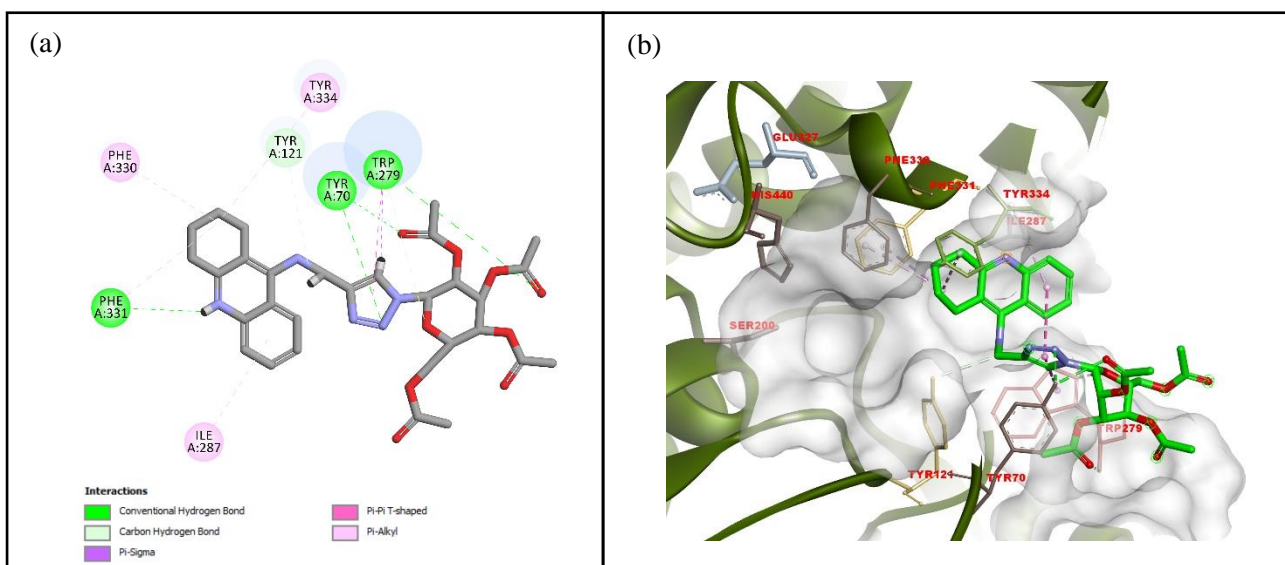 (a)
TYR
A:334
TYR
A:121
PHE
A:330
TRP
A:279
TYR
A:70
PHE
A:331
ILE
A:287
Interactions
Conventional Hydrogen Bond
Carbon Hydrogen Bond
Pi-Sigma
Pi-Pi T-shaped
Pi-Alkyl
(b)
GLU327
PHE330
HIS440
PHE331
TYR334
ILE287
SER200
TRP279
TYR121
TYR70